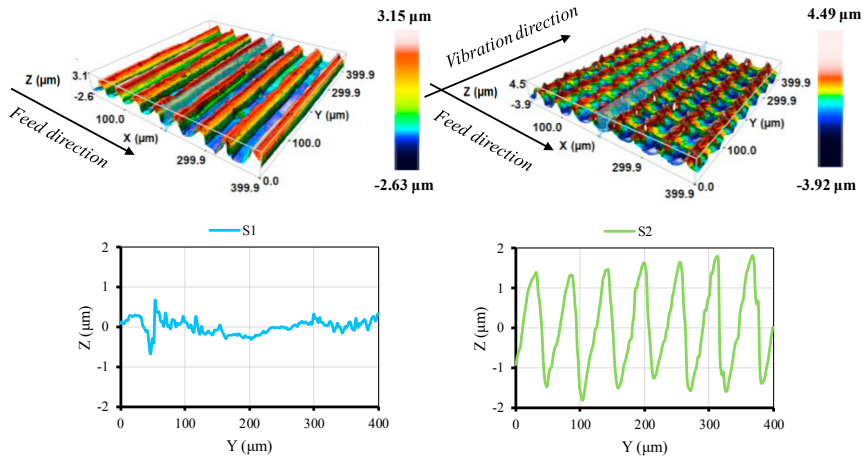 3.15 µm
Z (µm)
3.1
-2.6
100.0
X (µm)
299.9
399.9
0.0
100.0
Y (µm)
299.9
399.9
Feed direction
-2.63 µm
Vibration direction
4.49 µm
Z (µm)
4.5
-3.9
100.0
X (µm)
299.9
399.9
0.0
100.0
Y (µm)
299.9
399.9
Feed direction
-3.92 µm
S1
2
1
0
-1
-2
Z (µm)
0 100 200 300 400
Y (µm)
S2
2
1
0
-1
-2
Z (µm)
0 100 200 300 400
Y (µm)